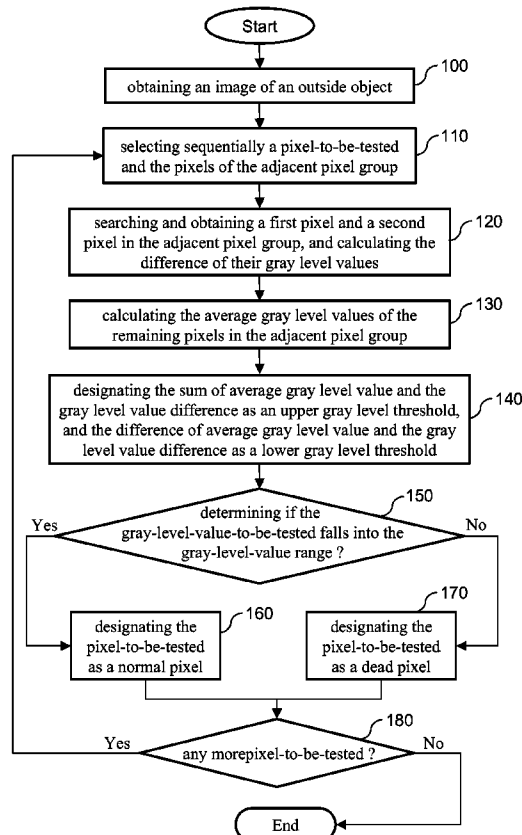 Start
100
obtaining an image of an outside object
110
selecting sequentially a pixel-to-be-tested
and the pixels of the adjacent pixel group
120
searching and obtaining a first pixel and a second
pixel in the adjacent pixel group, and calculating the
difference of their gray level values
130
calculating the average gray level values of the
remaining pixels in the adjacent pixel group
140
designating the sum of average gray level value and the
gray level value difference as an upper gray level threshold,
and the difference of average gray level value and the gray
level value difference as a lower gray level threshold
150
Yes
No
determining if the
gray-level-value-to-be-tested falls into the
gray-level-value range ?
160
designating the
pixel-to-be-tested
as a normal pixel
170
designating the
pixel-to-be-tested
as a dead pixel
180
Yes
No
any morepixel-to-be-tested ?
End